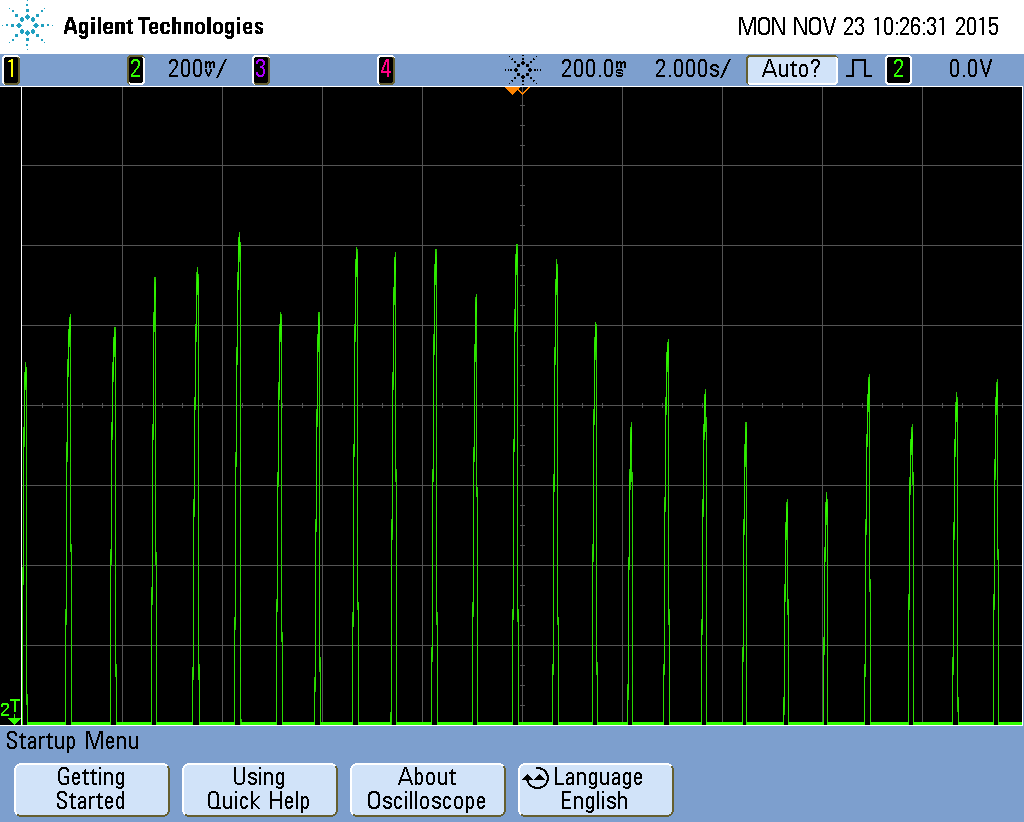 Agilent Technologies
MON NOV 23 10:26:31 2015
1 2 200mV/ 3 4 200.0ms 2.000s/ Auto? 2 0.0V
2T
Startup Menu
Getting Started
Using Quick Help
About Oscilloscope
Language English